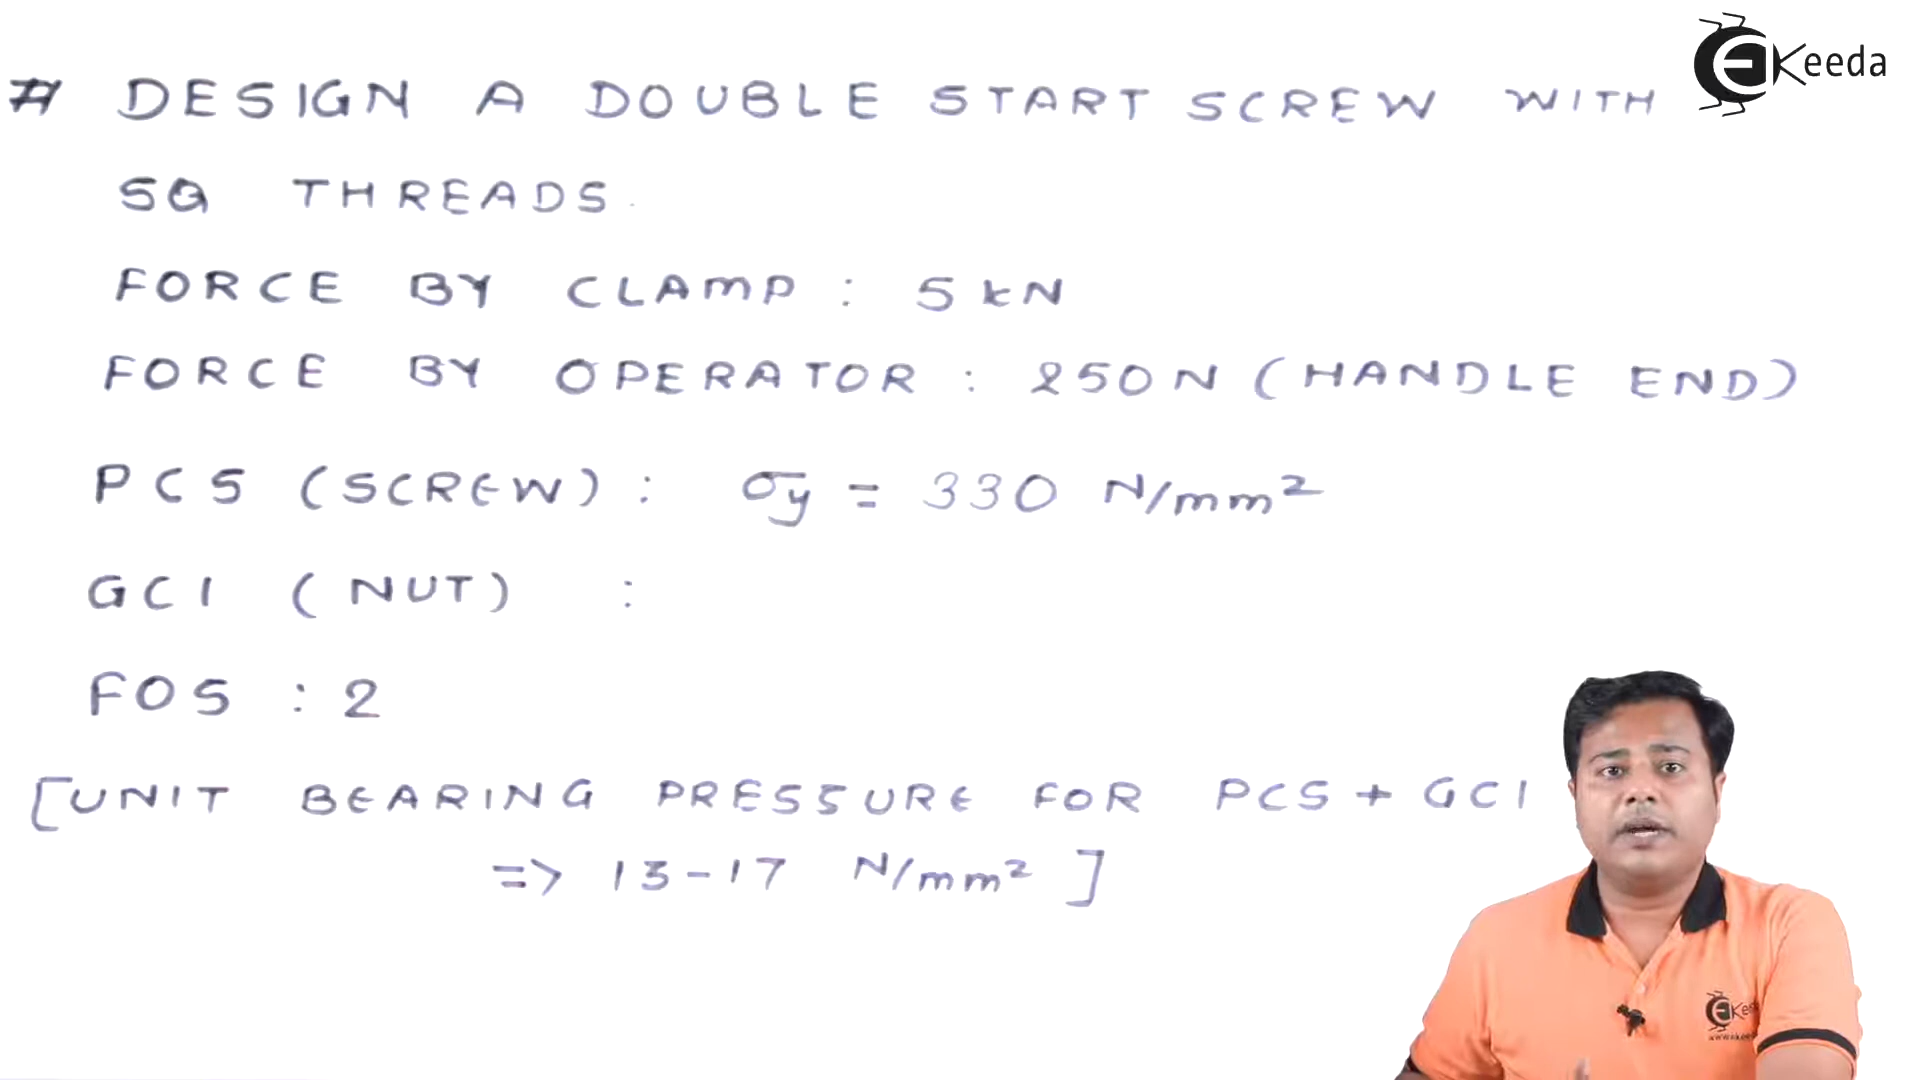 EKeeda
# DESIGN A DOUBLE START SCREW WITH
SQ THREADS.
FORCE BY CLAMP : 5 kN
FORCE BY OPERATOR : 250 N (HANDLE END)
PCS (SCREW) : σy = 330 N/mm²
GCI (NUT) :
FOS : 2
[UNIT BEARING PRESSURE FOR PCS + GCI
=> 13-17 N/mm² ]